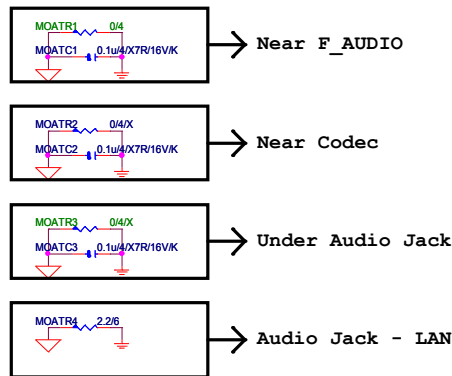 MOATR1 0/4
MOATC1 0.1u/4/X7R/16V/K
Near F_AUDIO
MOATR2 0/4/X
MOATC2 0.1u/4/X7R/16V/K
Near Codec
MOATR3 0/4/X
MOATC3 0.1u/4/X7R/16V/K
Under Audio Jack
MOATR4 2.2/6
Audio Jack - LAN